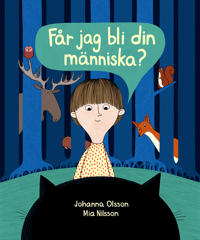 Får jag bli din
människa?
Johanna Olsson
Mia Nilsson